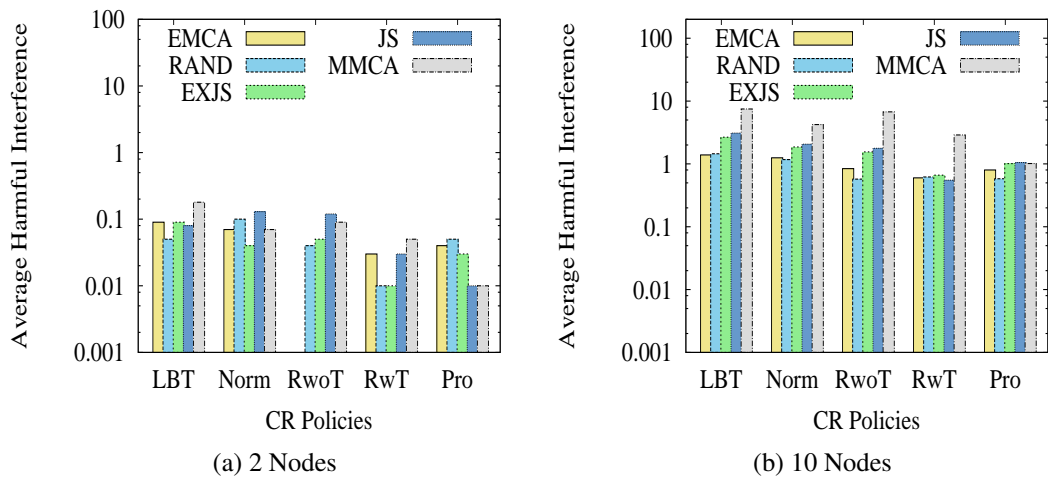 Average Harmful Interference
100
10
1
0.1
0.01
0.001
EMCA
RAND
EXJS
JS
MMCA
LBT Norm RwoT RwT Pro
CR Policies
(a) 2 Nodes
Average Harmful Interference
100
10
1
0.1
0.01
0.001
EMCA
RAND
EXJS
JS
MMCA
LBT Norm RwoT RwT Pro
CR Policies
(b) 10 Nodes